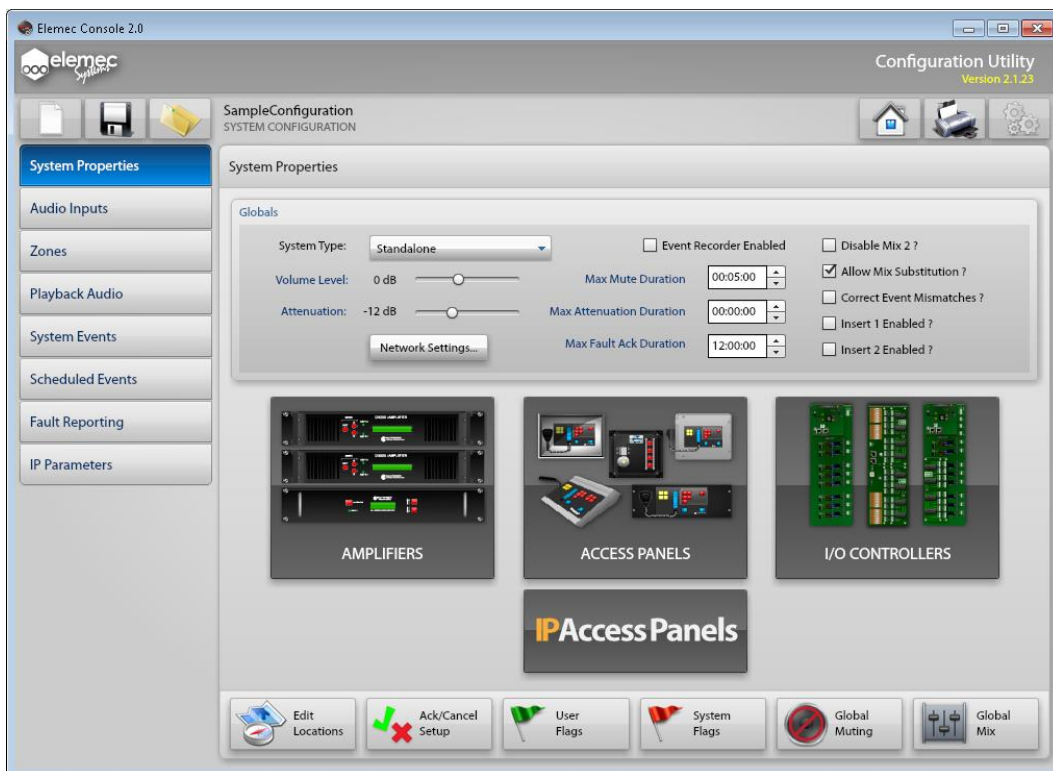 Elemec Console 2.0
elemec
Systems
Configuration Utility
Version 2.1.23
SampleConfiguration
SYSTEM CONFIGURATION
System Properties
Audio Inputs
Zones
Playback Audio
System Events
Scheduled Events
Fault Reporting
IP Parameters
System Properties
Globals
System Type: Standalone
Event Recorder Enabled
Disable Mix 2 ?
Volume Level: 0 dB
Max Mute Duration 00:05:00
Allow Mix Substitution ?
Attenuation: -12 dB
Max Attenuation Duration 00:00:00
Correct Event Mismatches ?
Insert 1 Enabled ?
Network Settings...
Max Fault Ack Duration 12:00:00
Insert 2 Enabled ?
AMPLIFIERS
ACCESS PANELS
I/O CONTROLLERS
IPAccess Panels
Edit Locations
Ack/Cancel Setup
User Flags
System Flags
Global Muting
Global Mix